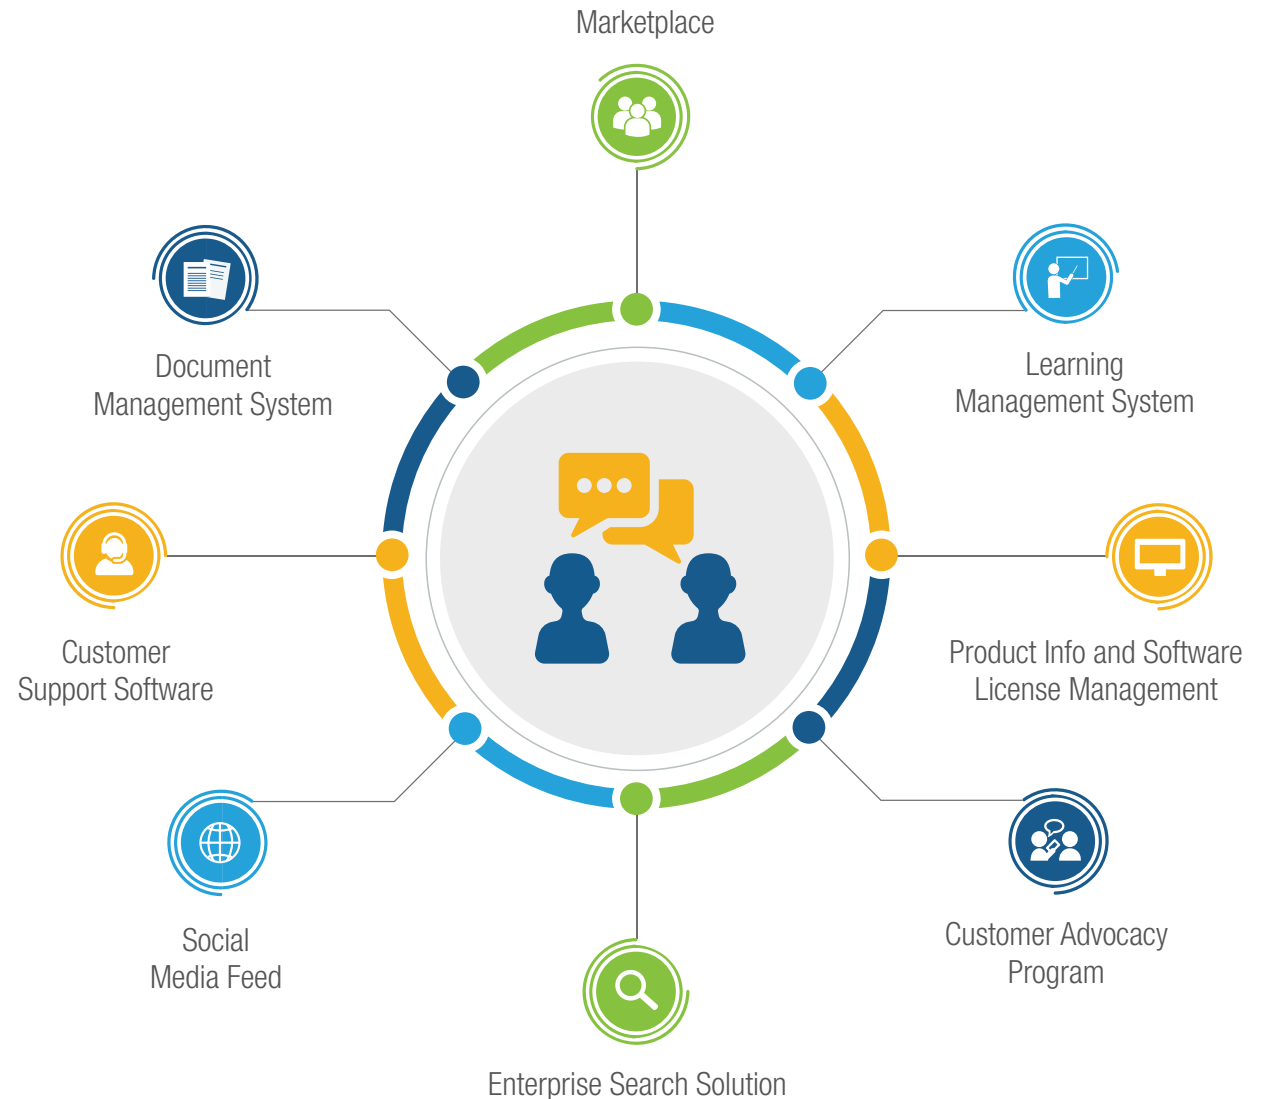 Marketplace
Document
Management System
Learning
Management System
Customer
Support Software
Product Info and Software
License Management
Social
Media Feed
Customer Advocacy
Program
Enterprise Search Solution